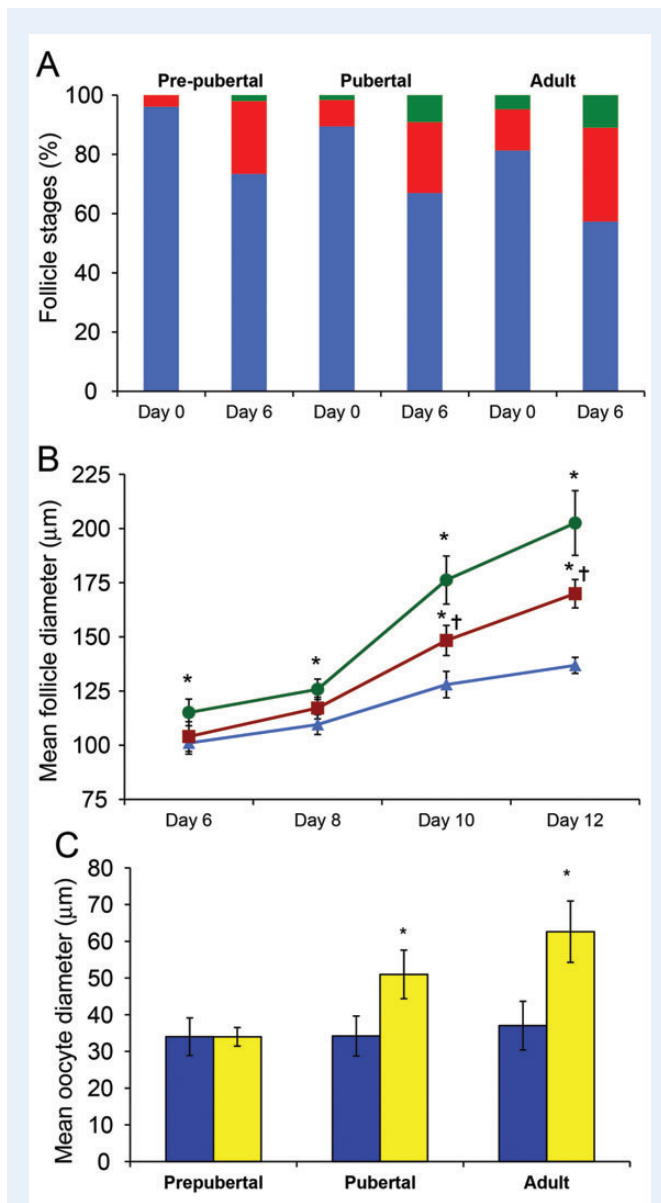 A
Pre-pubertal Pubertal Adult
Follicle stages (%)
100
80
60
40
20
0
Day 0 Day 6 Day 0 Day 6 Day 0 Day 6
B
Mean follicle diameter (μm)
225
*
200
*
175
* †
150
* †
125
* *
100
75
Day 6 Day 8 Day 10 Day 12
C
Mean oocyte diameter (μm)
80
*
70
60
*
50
40
30
20
10
0
Prepubertal Pubertal Adult